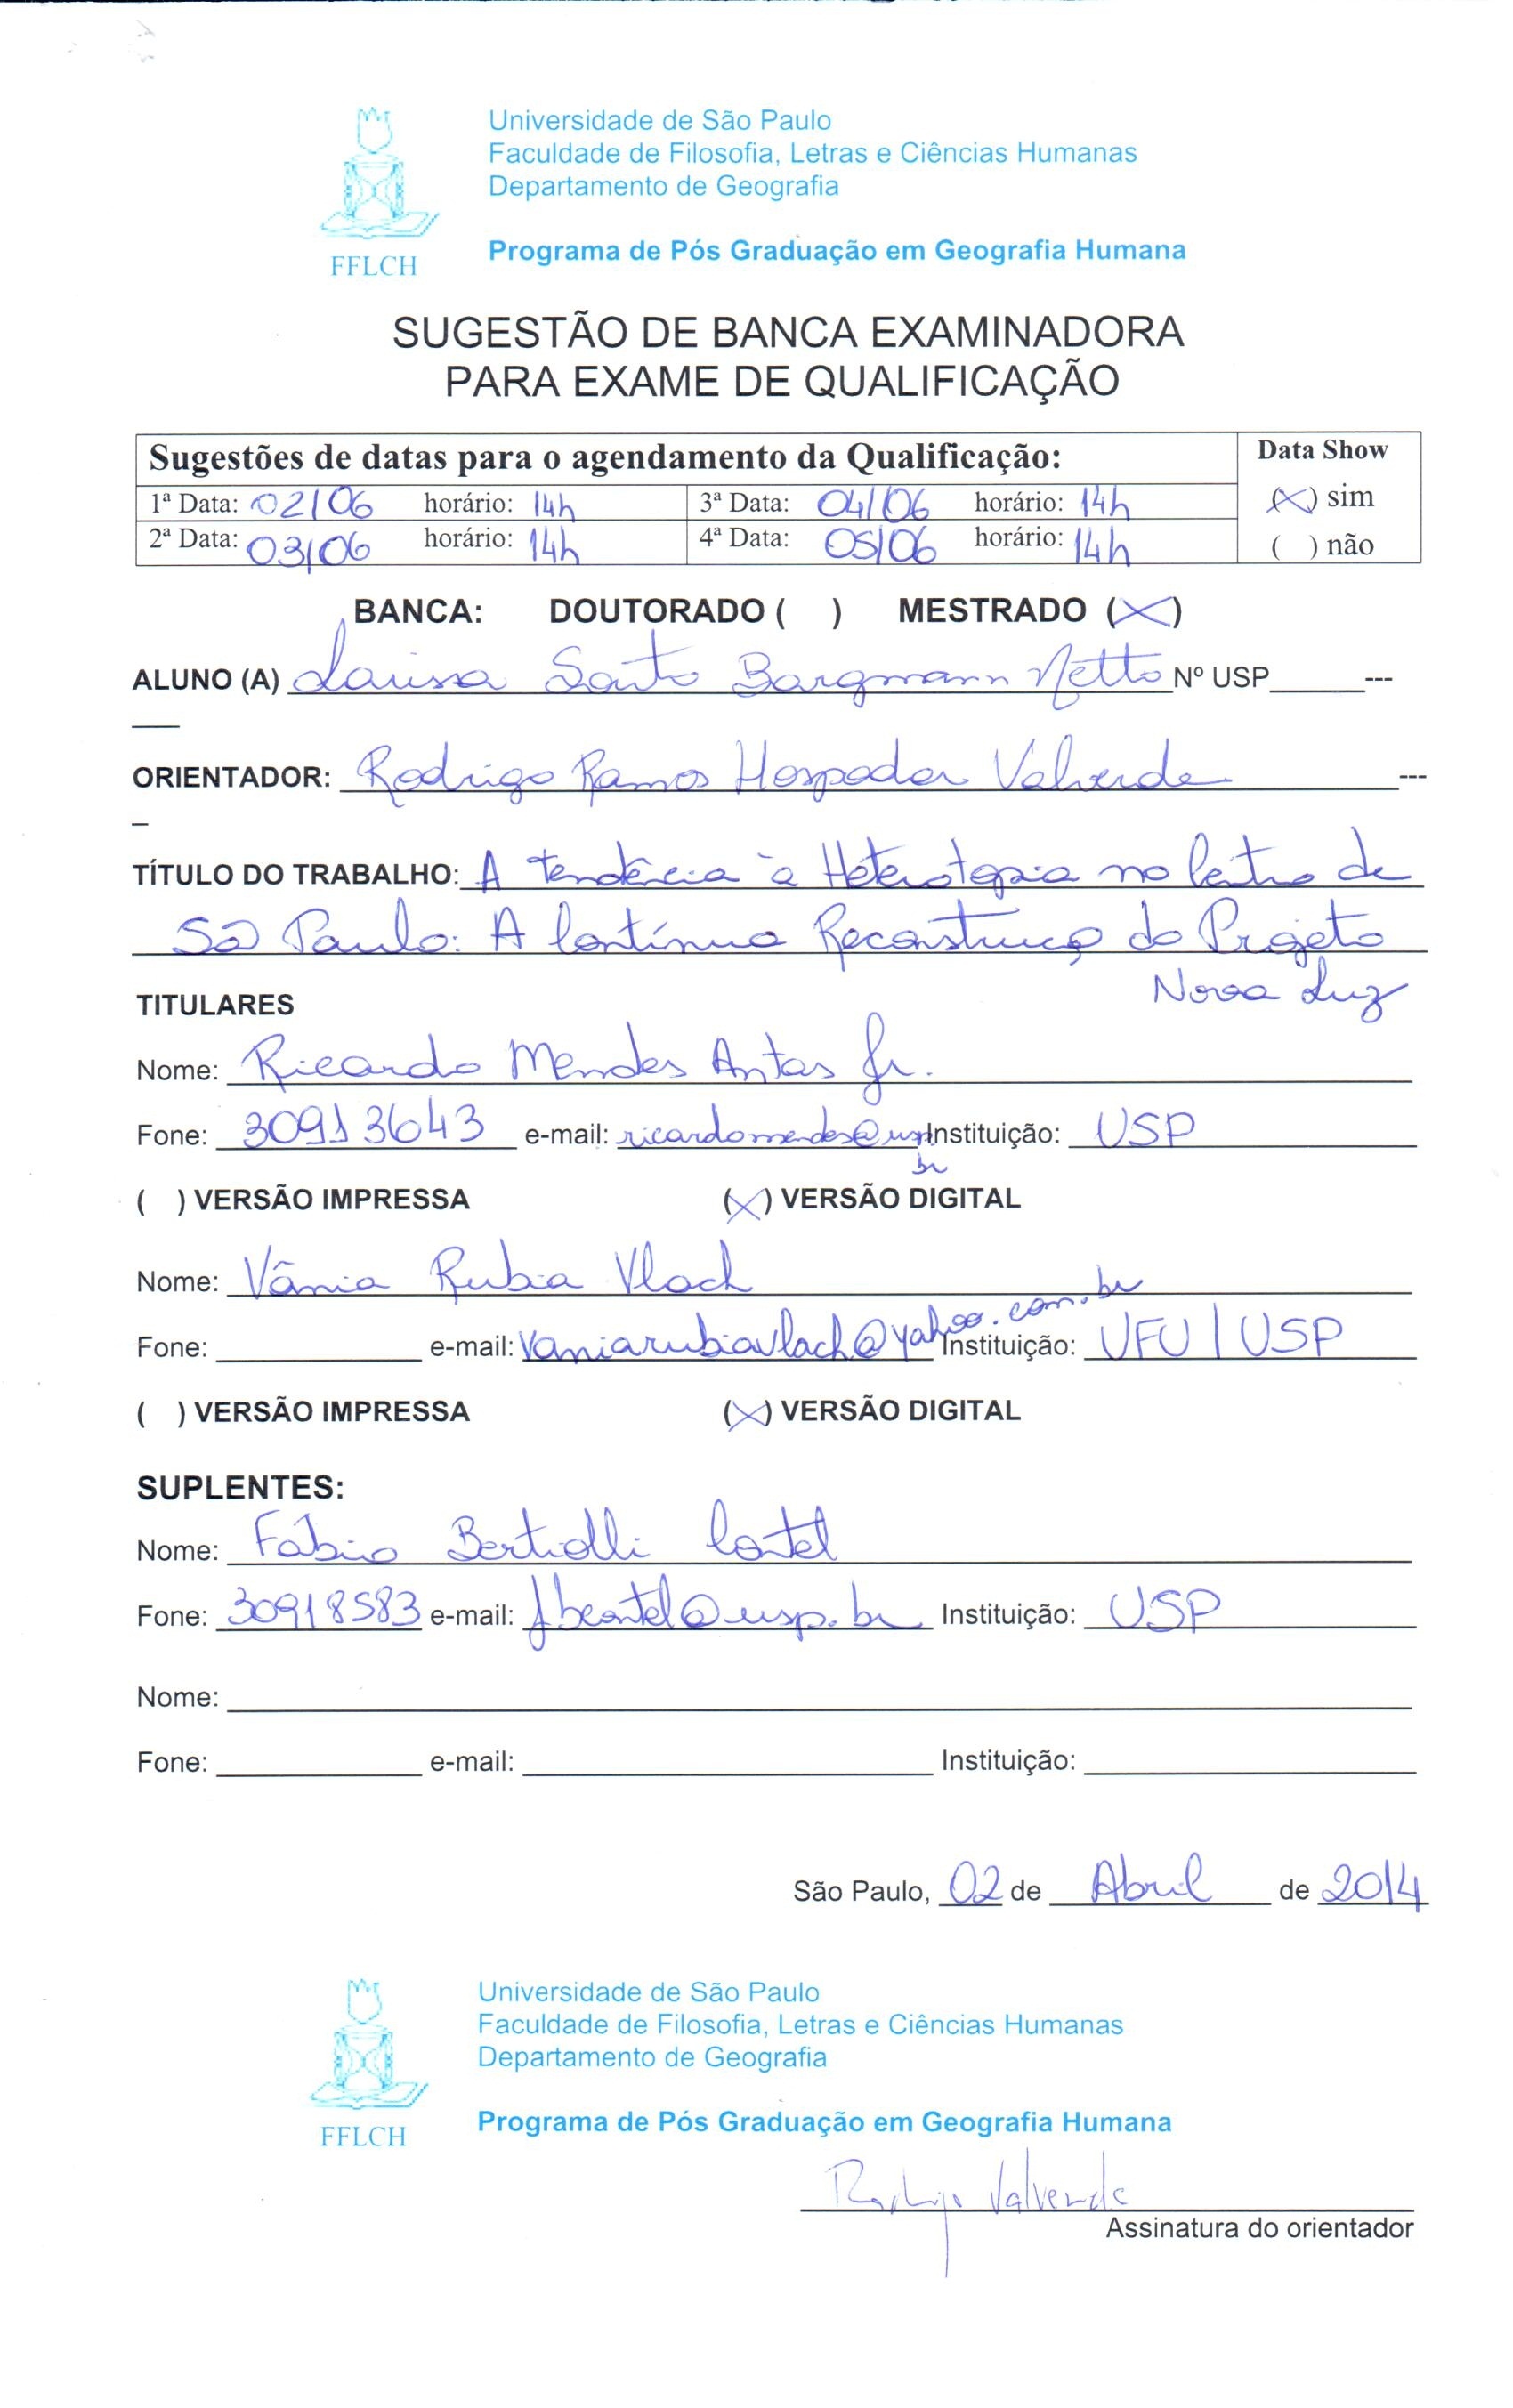 Universidade de São Paulo
Faculdade de Filosofia, Letras e Ciências Humanas
Departamento de Geografia
Programa de Pós Graduação em Geografia Humana
FFLCH
SUGESTÃO DE BANCA EXAMINADORA
PARA EXAME DE QUALIFICAÇÃO
Sugestões de datas para o agendamento da Qualificação: Data Show
1ª Data: 02/06 horário: 14h 3ª Data: 04/06 horário: 14h (X) sim
2ª Data: 03/06 horário: 14h 4ª Data: 05/06 horário: 14h ( ) não
BANCA: DOUTORADO ( ) MESTRADO (X)
ALUNO (A) Larissa Santo Bargmann Netto Nº USP______---
___
ORIENTADOR: Rodrigo Ramos Hospodar Valverde ---
_
TÍTULO DO TRABALHO: A tendência à Heterotopia no Centro de
São Paulo: A Contínua Reconstrução do Projeto
Nova Luz
TITULARES
Nome: Ricardo Mendes Antas Jr.
Fone: 30913643 e-mail: ricardomendes@usp Instituição: USP
br
( ) VERSÃO IMPRESSA (X) VERSÃO DIGITAL
Nome: Vânia Rubia Vlach
Fone: ______ e-mail: vaniarubiavlach@yahoo.com.br Instituição: UFU / USP
( ) VERSÃO IMPRESSA (X) VERSÃO DIGITAL
SUPLENTES:
Nome: Fábio Bertiolli Contel
Fone: 30918583 e-mail: fbcontel@usp.br Instituição: USP
Nome: ______
Fone: ______ e-mail: ______ Instituição: ______
São Paulo, 02 de Abril de 2014
Universidade de São Paulo
Faculdade de Filosofia, Letras e Ciências Humanas
Departamento de Geografia
Programa de Pós Graduação em Geografia Humana
FFLCH
Rodrigo Valverde
Assinatura do orientador